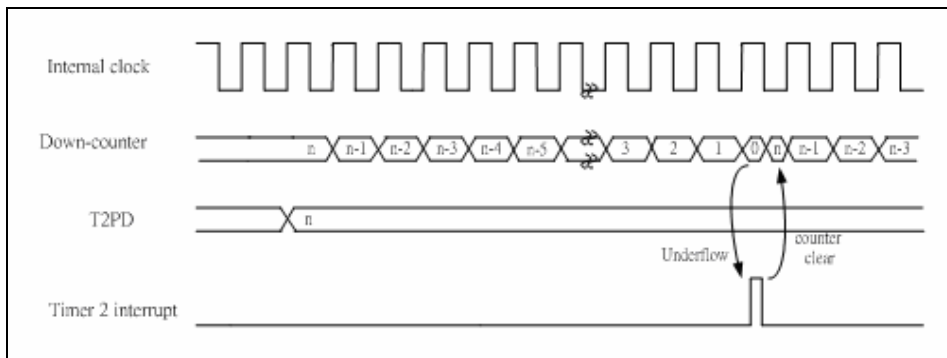 Internal clock
Down-counter
n n-1 n-2 n-3 n-4 n-5 3 2 1 0 n n-1 n-2 n-3
T2PD
n
Underflow
counter
clear
Timer 2 interrupt